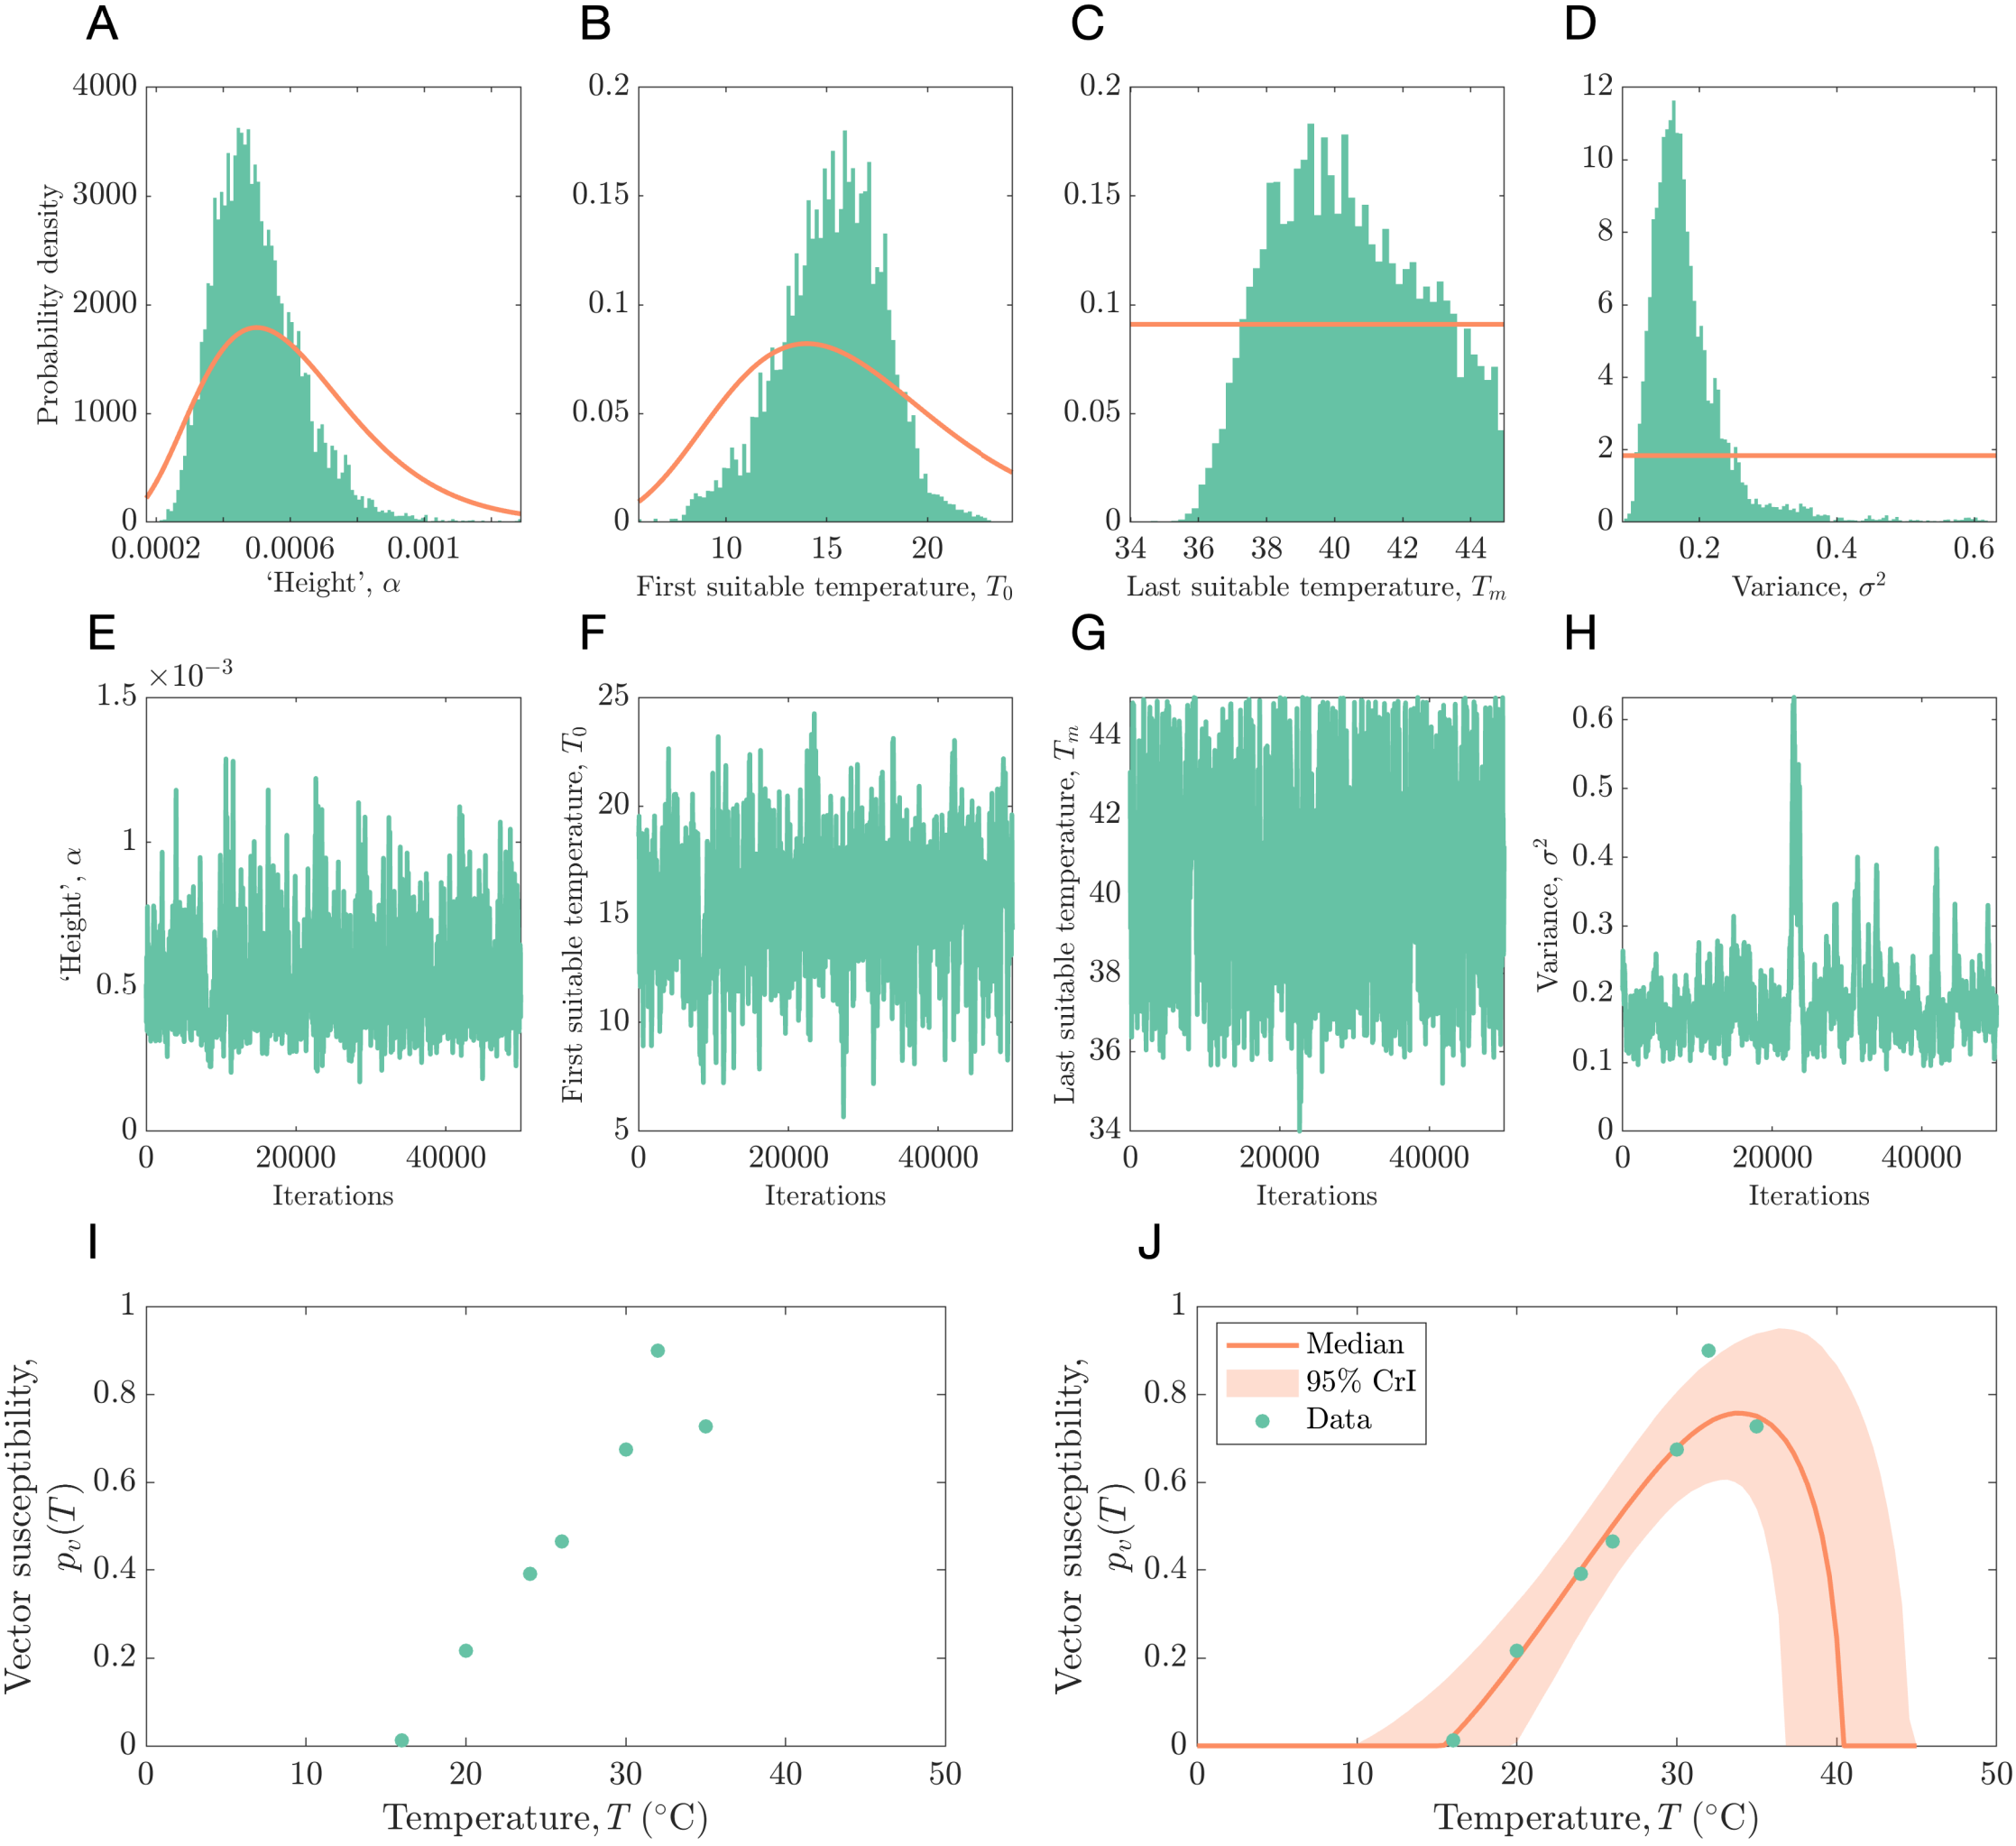 A B C D
4000 3000 2000 1000 0
Probability density
0.0002 0.0006 0.001
‘Height’, α
0.2 0.15 0.1 0.05 0
10 15 20
First suitable temperature, T0
0.2 0.15 0.1 0.05 0
34 36 38 40 42 44
Last suitable temperature, Tm
12 10 8 6 4 2 0
0.2 0.4 0.6
Variance, σ²
E F G H
×10⁻³
1.5 1 0.5 0
‘Height’, α
0 20000 40000
Iterations
25 20 15 10 5
First suitable temperature, T0
0 20000 40000
Iterations
44 42 40 38 36 34
Last suitable temperature, Tm
0 20000 40000
Iterations
0.6 0.5 0.4 0.3 0.2 0.1 0
Variance, σ²
0 20000 40000
Iterations
I J
1 0.8 0.6 0.4 0.2 0
Vector susceptibility,
pv(T)
0 10 20 30 40 50
Temperature, T (°C)
1 0.8 0.6 0.4 0.2 0
Vector susceptibility,
pv(T)
Median
95% CrI
Data
0 10 20 30 40 50
Temperature, T (°C)